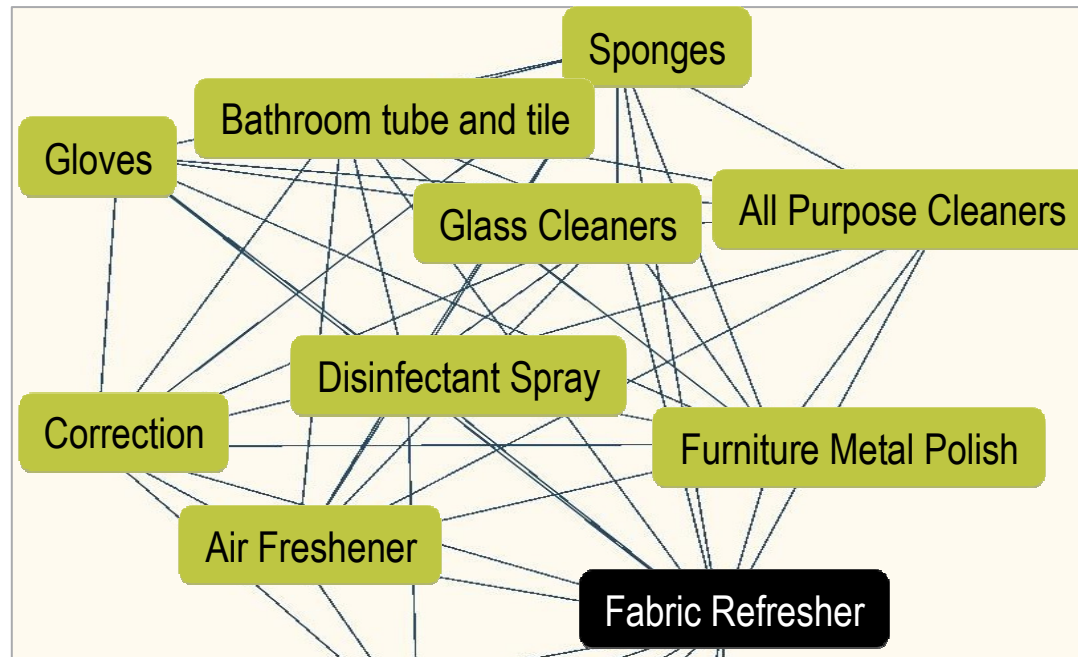 Sponges
Bathroom tube and tile
Gloves
Glass Cleaners
All Purpose Cleaners
Disinfectant Spray
Correction
Furniture Metal Polish
Air Freshener
Fabric Refresher